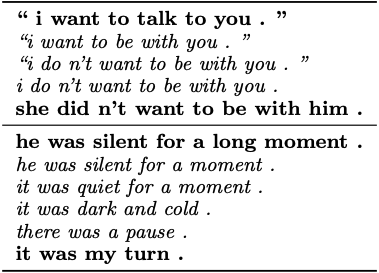 “ i want to talk to you . ”
“i want to be with you . ”
“i do n’t want to be with you . ”
i do n’t want to be with you .
she did n’t want to be with him .
he was silent for a long moment .
he was silent for a moment .
it was quiet for a moment .
it was dark and cold .
there was a pause .
it was my turn .